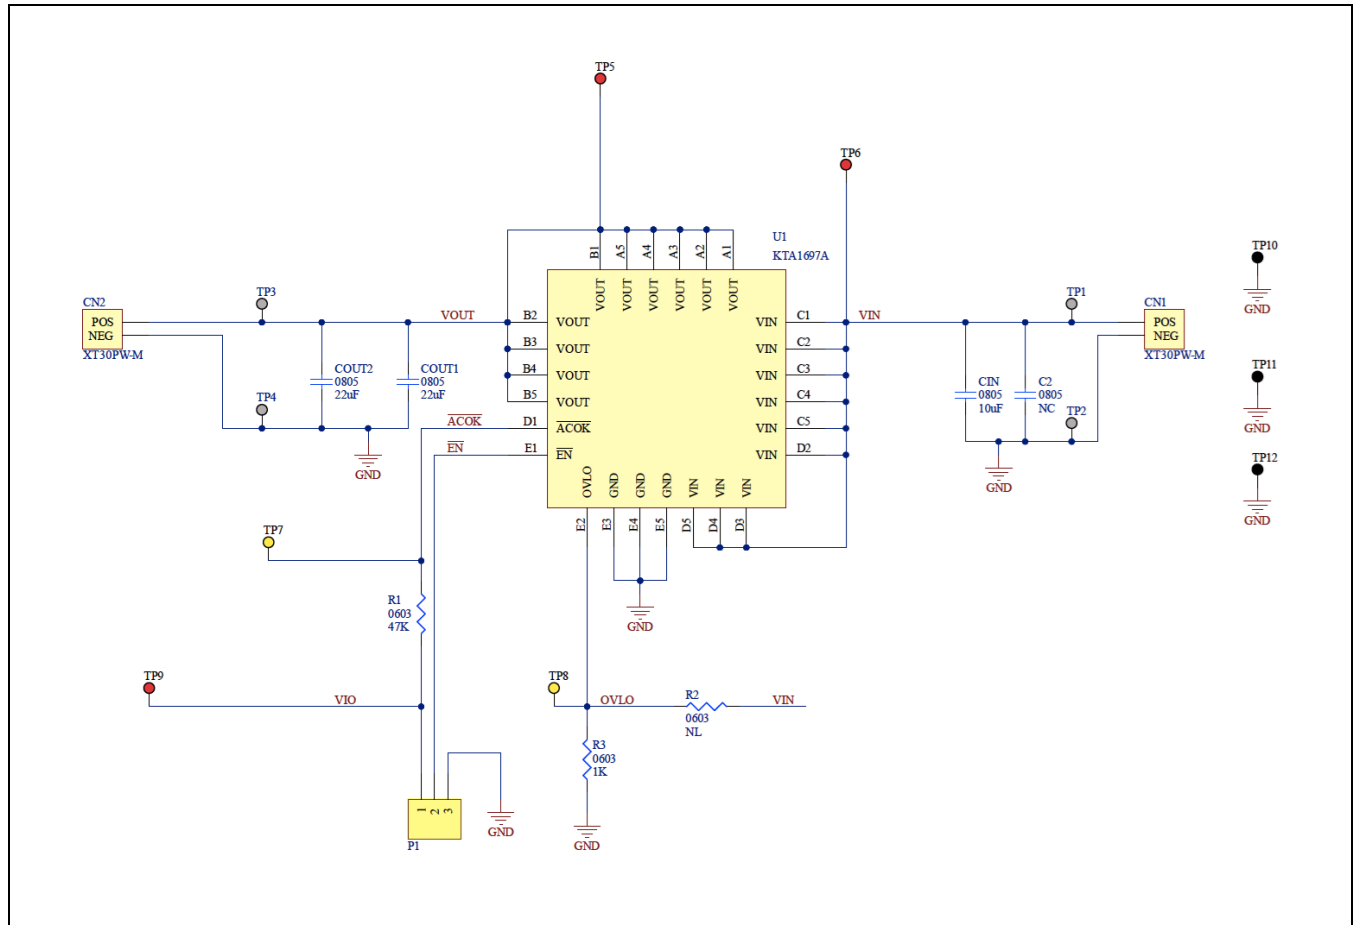 TP5
TP6
U1
KTA1697A
B1
A5
A4
A3
A2
A1
VOUT
VOUT
VOUT
VOUT
VOUT
VOUT
TP10
GND
CN2
POS
NEG
XT30PW-M
TP3
VOUT
B2
VOUT
B3
VOUT
B4
VOUT
B5
VOUT
ACOK
D1
ACOK
EN
E1
EN
VIN
C1
VIN
VIN
C2
VIN
C3
VIN
C4
VIN
C5
VIN
D2
TP1
CN1
POS
NEG
XT30PW-M
COUT2
0805
22uF
COUT1
0805
22uF
TP4
GND
CIN
0805
10uF
C2
0805
NC
TP2
GND
TP11
GND
TP12
GND
OVLO
GND
GND
GND
VIN
VIN
VIN
E2
E3
E4
E5
D5
D4
D3
GND
TP7
R1
0603
47K
TP9
VIO
TP8
OVLO
R2
0603
NL
VIN
R3
0603
1K
GND
1
2
3
P1
GND